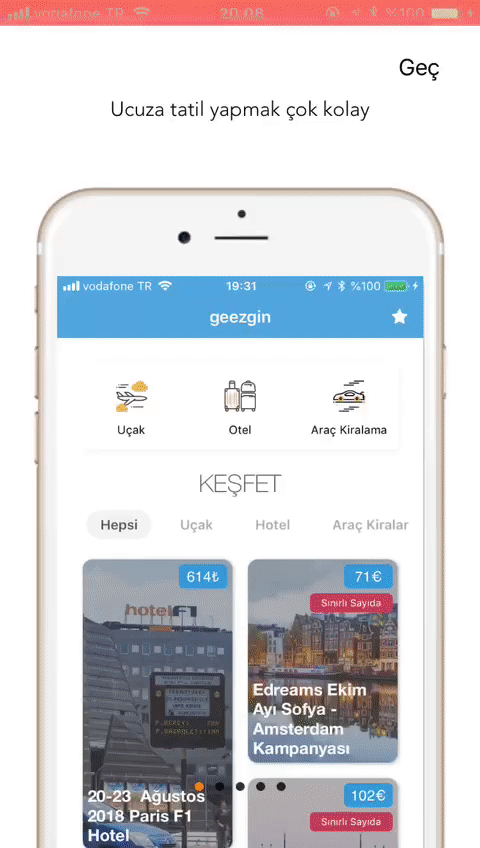 vodafone TR 20:08 %100
Geç
Ucuza tatil yapmak çok kolay
vodafone TR 19:31 %100
geezgin
Uçak Otel Araç Kiralama
KEŞFET
Hepsi Uçak Hotel Araç Kiralar
614₺ 71€
Sınırlı Sayıda
hotelF1
Edreams Ekim
Ayı Sofya -
Amsterdam
Kampanyası
102€
Sınırlı Sayıda
20-23 Ağustos
2018 Paris F1
Hotel